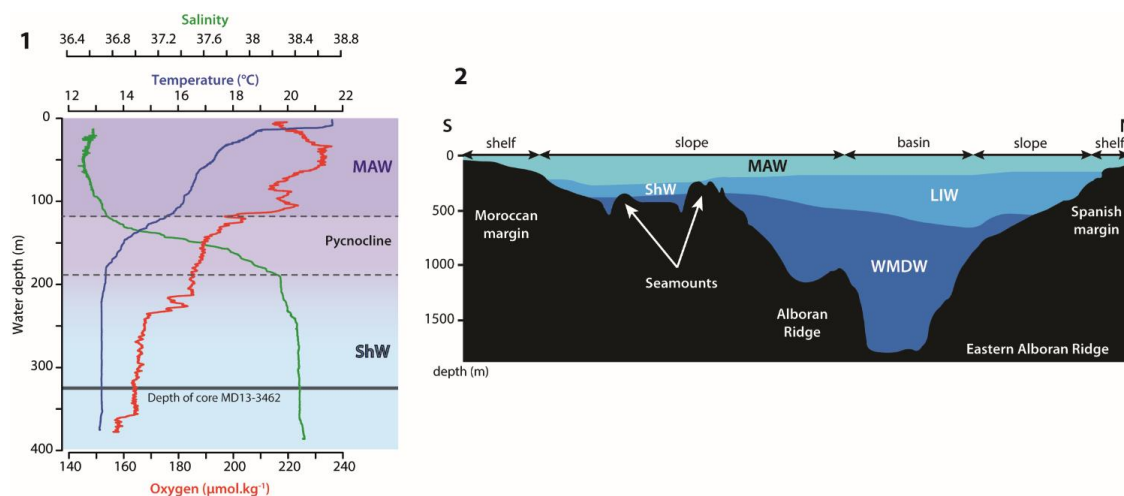 1
Salinity
36.4 36.8 37.2 37.6 38 38.4 38.8
Temperature (°C)
12 14 16 18 20 22
0
100
200
300
400
Water depth (m)
MAW
Pycnocline
ShW
Depth of core MD13-3462
140 160 180 200 220 240
Oxygen (µmol.kg-1)
2
S
shelf slope basin slope shelf
0
500
1000
1500
depth (m)
MAW
ShW
LIW
WMDW
Moroccan
margin
Seamounts
Alboran
Ridge
Spanish
margin
Eastern Alboran Ridge